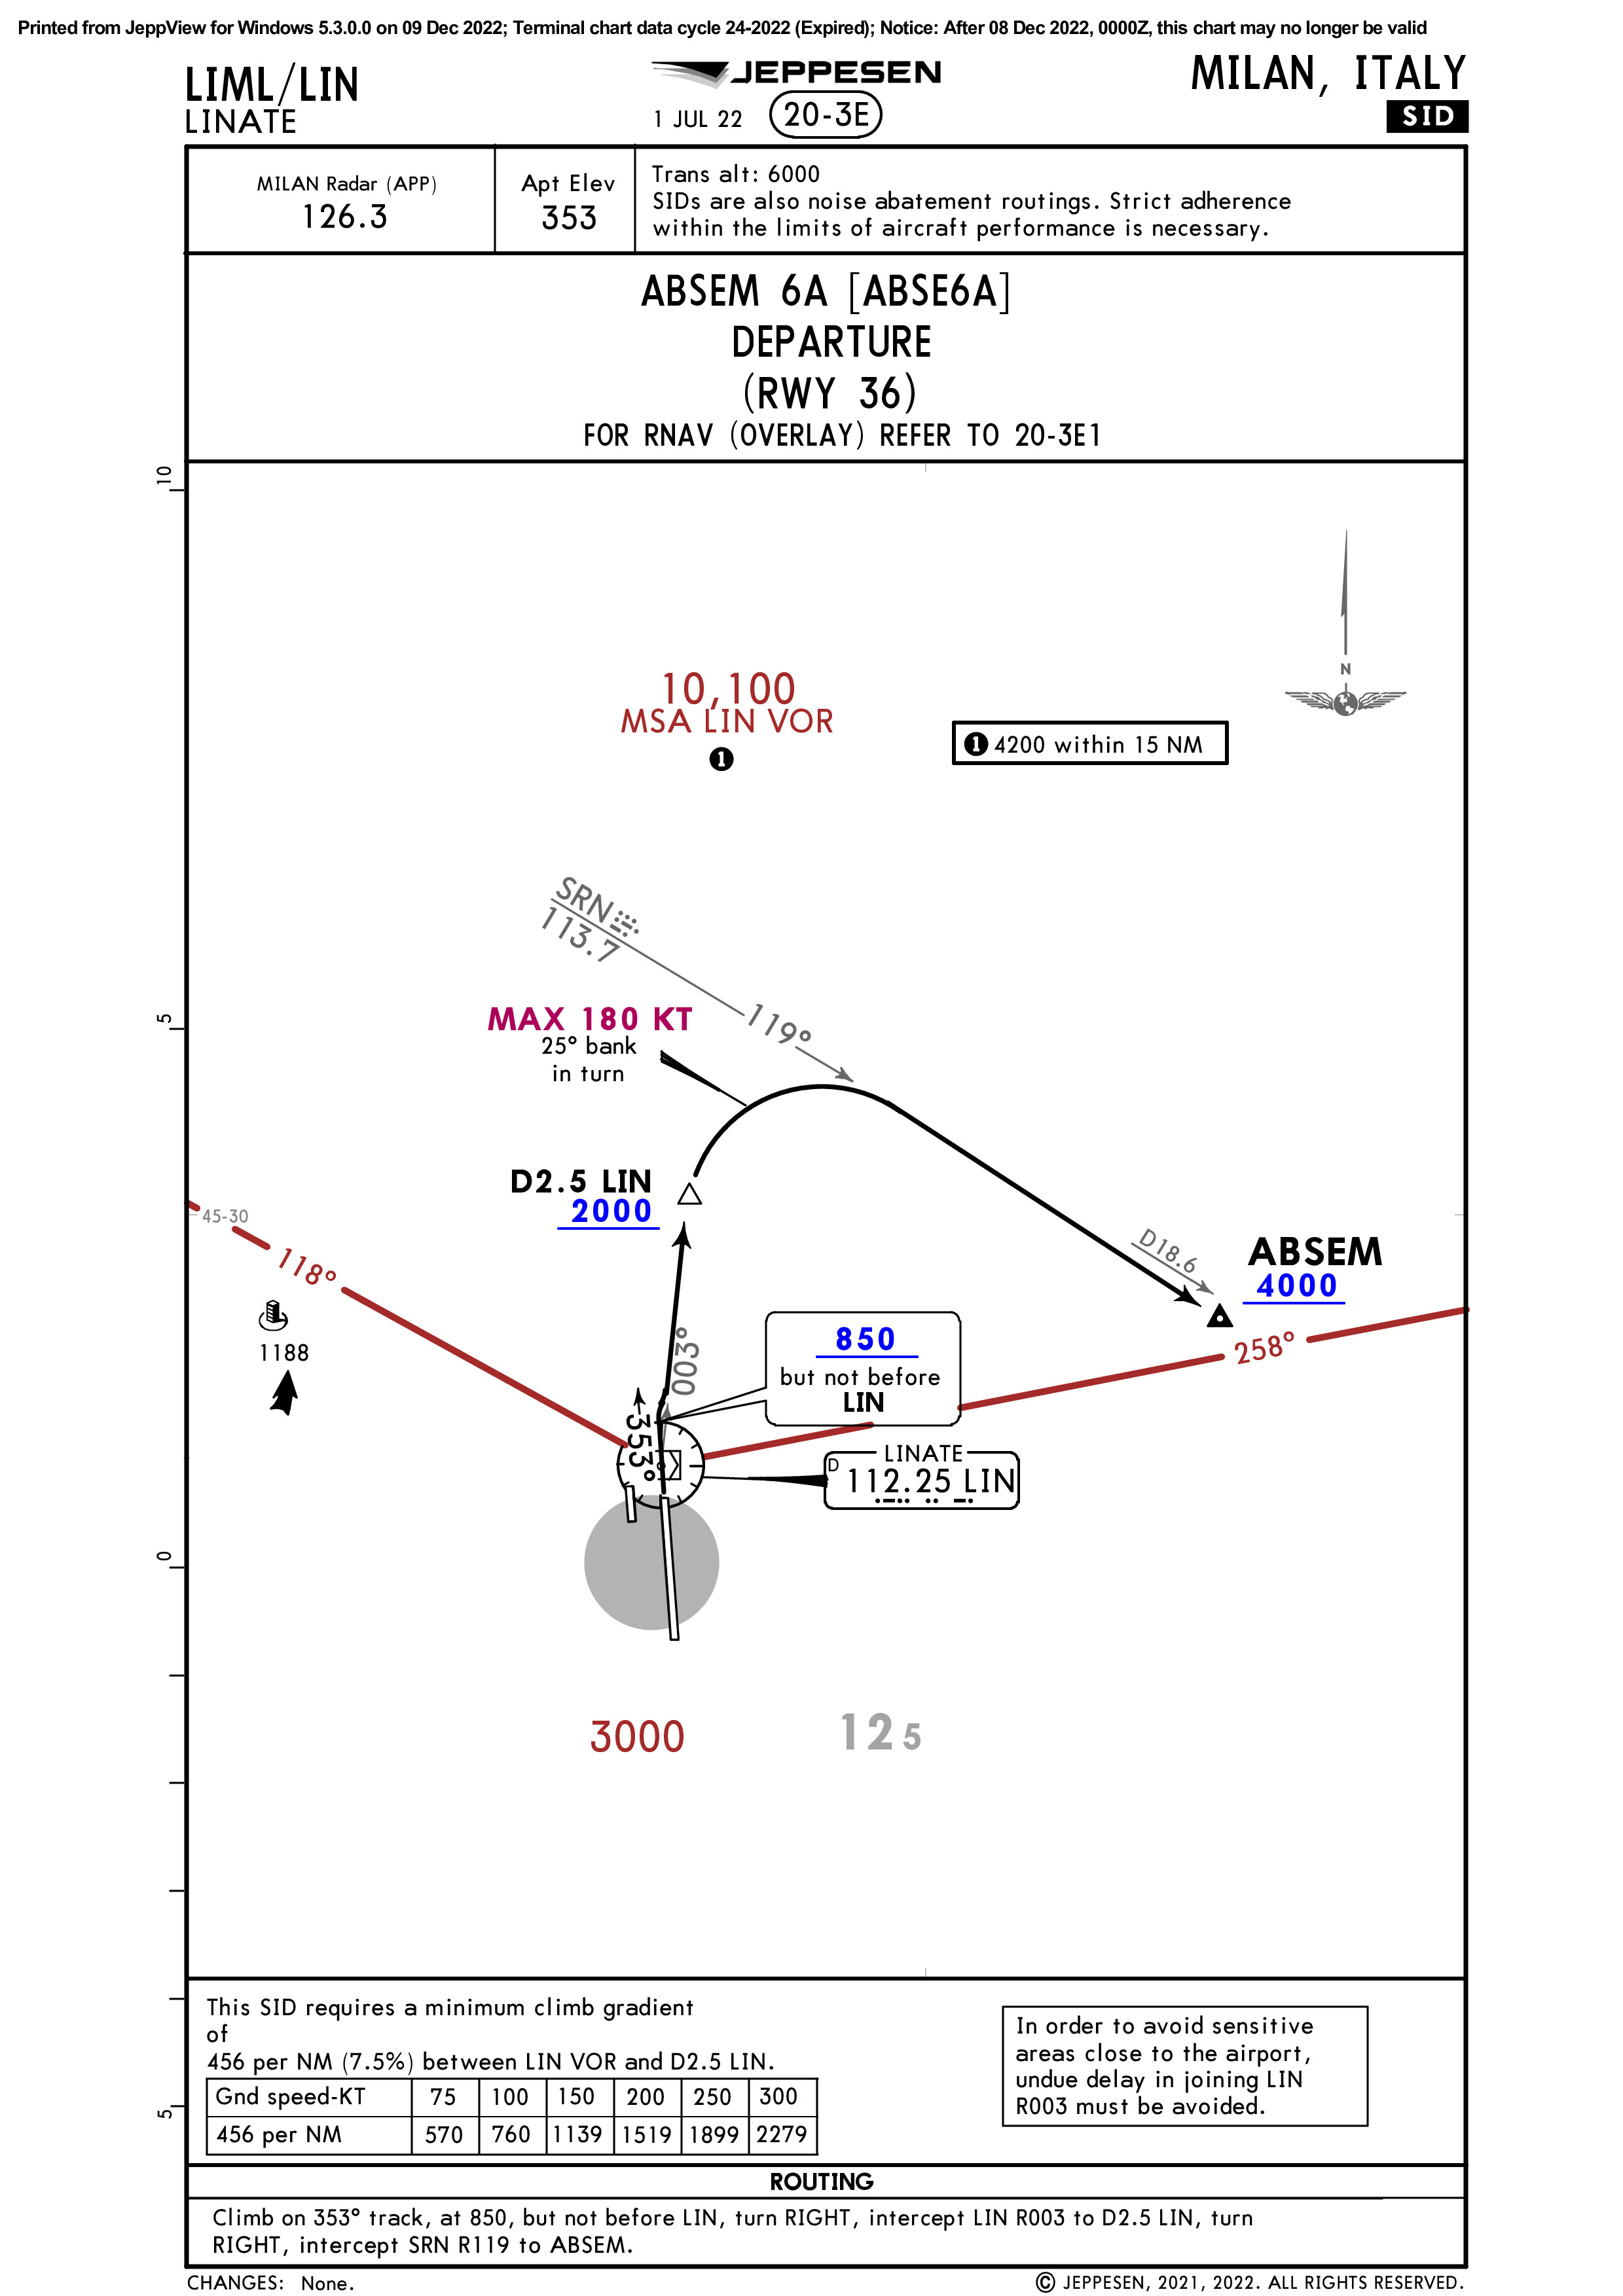 Printed from JeppView for Windows 5.3.0.0 on 09 Dec 2022; Terminal chart data cycle 24-2022 (Expired); Notice: After 08 Dec 2022, 0000Z, this chart may no longer be valid
LIML/LIN
LINATE
JEPPESEN
1 JUL 22
20-3E
MILAN, ITALY
SID
MILAN Radar (APP)
126.3
Apt Elev
353
Trans alt: 6000
SIDs are also noise abatement routings. Strict adherence
within the limits of aircraft performance is necessary.
ABSEM 6A [ABSE6A]
DEPARTURE
(RWY 36)
FOR RNAV (OVERLAY) REFER TO 20-3E1
10
N
10,100
MSA LIN VOR
1
1 4200 within 15 NM
SRN
113.7
119°
5
MAX 180 KT
25° bank
in turn
D2.5 LIN
2000
45-30
118°
1188
D18.6
ABSEM
4000
258°
003°
850
but not before
LIN
353°
LINATE
D 112.25 LIN
0
3000
125
This SID requires a minimum climb gradient
of
456 per NM (7.5%) between LIN VOR and D2.5 LIN.
Gnd speed-KT 75 100 150 200 250 300
456 per NM 570 760 1139 1519 1899 2279
In order to avoid sensitive
areas close to the airport,
undue delay in joining LIN
R003 must be avoided.
5
ROUTING
Climb on 353° track, at 850, but not before LIN, turn RIGHT, intercept LIN R003 to D2.5 LIN, turn
RIGHT, intercept SRN R119 to ABSEM.
CHANGES: None.
© JEPPESEN, 2021, 2022. ALL RIGHTS RESERVED.